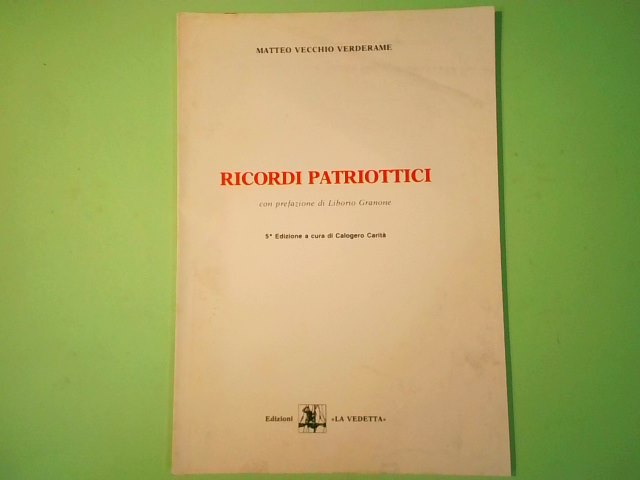 MATTEO VECCHIO VERDERAME
RICORDI PATRIOTTICI
con prefazione di Liborio Granone
5ª Edizione a cura di Calogero Carità
Edizioni «LA VEDETTA»